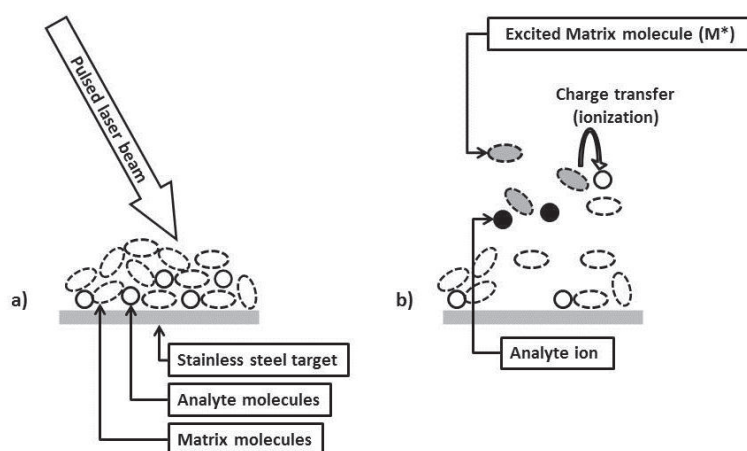 Pulsed laser beam
a)
Stainless steel target
Analyte molecules
Matrix molecules
Excited Matrix molecule (M*)
Charge transfer
(ionization)
b)
Analyte ion